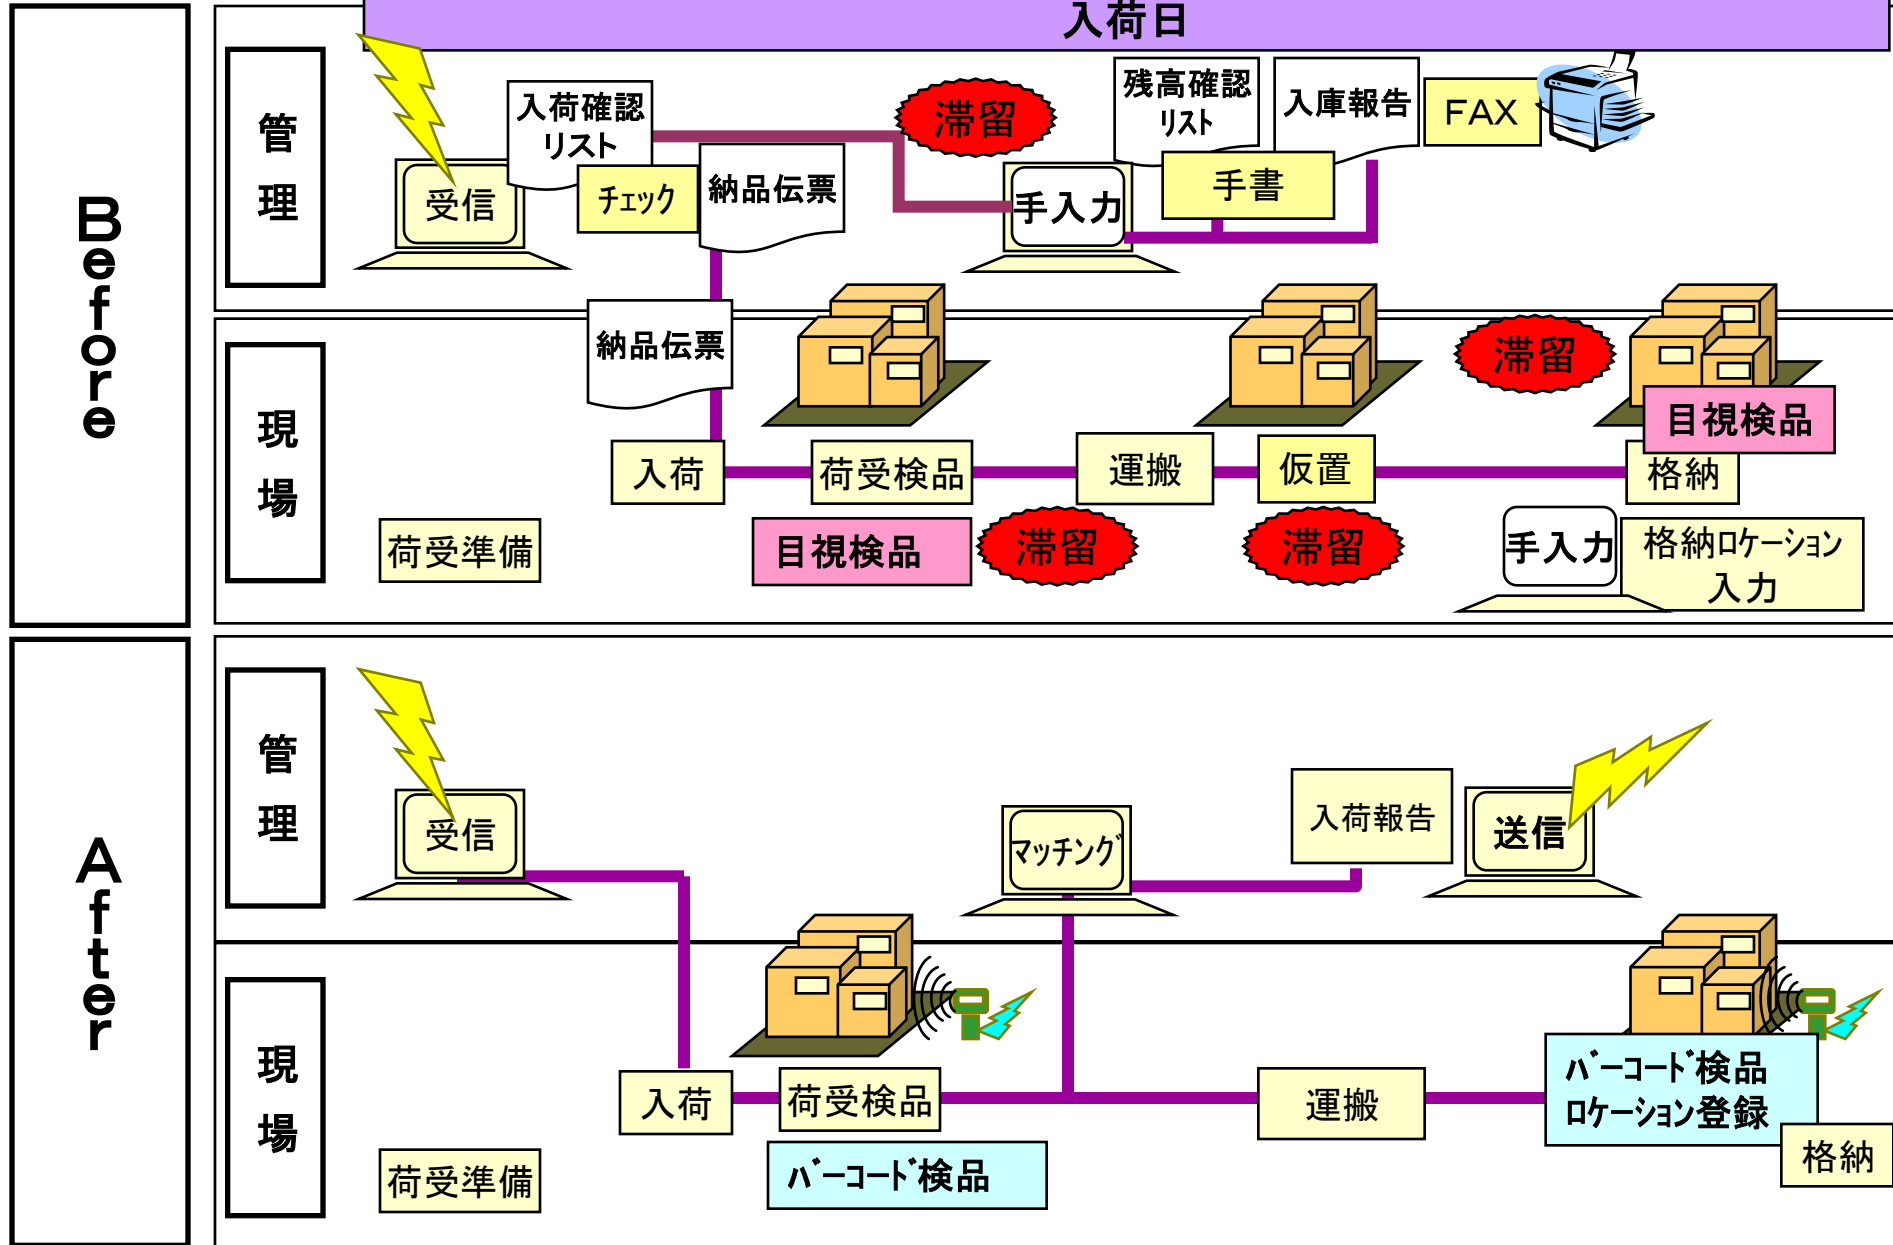 入荷日
Before
管理
入荷確認
リスト
受信
チェック
納品伝票
滞留
手入力
残高確認
リスト
入庫報告
手書
FAX
現場
納品伝票
滞留
目視検品
入荷
荷受検品
運搬
仮置
格納
荷受準備
目視検品
滞留
滞留
手入力
格納ロケーション
入力
After
管理
受信
マッチング
入荷報告
送信
現場
入荷
荷受検品
運搬
バーコード検品
ロケーション登録
格納
荷受準備
バーコード検品